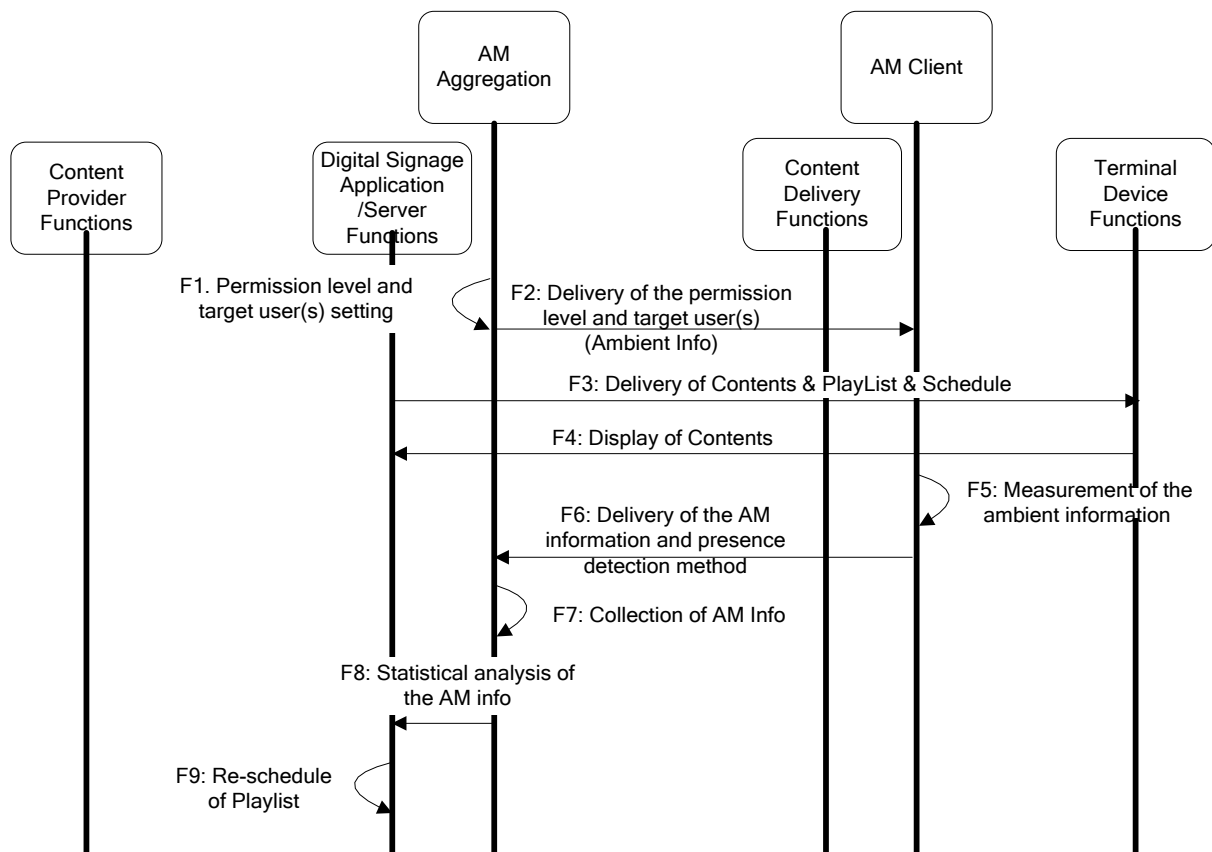 AM
Aggregation
AM Client
Content
Provider
Functions
Digital Signage
Application
/Server
Functions
Content
Delivery
Functions
Terminal
Device
Functions
F1. Permission level and
target user(s) setting
F2: Delivery of the permission
level and target user(s)
(Ambient Info)
F3: Delivery of Contents & PlayList & Schedule
F4: Display of Contents
F5: Measurement of the
ambient information
F6: Delivery of the AM
information and presence
detection method
F7: Collection of AM Info
F8: Statistical analysis of
the AM info
F9: Re-schedule
of Playlist